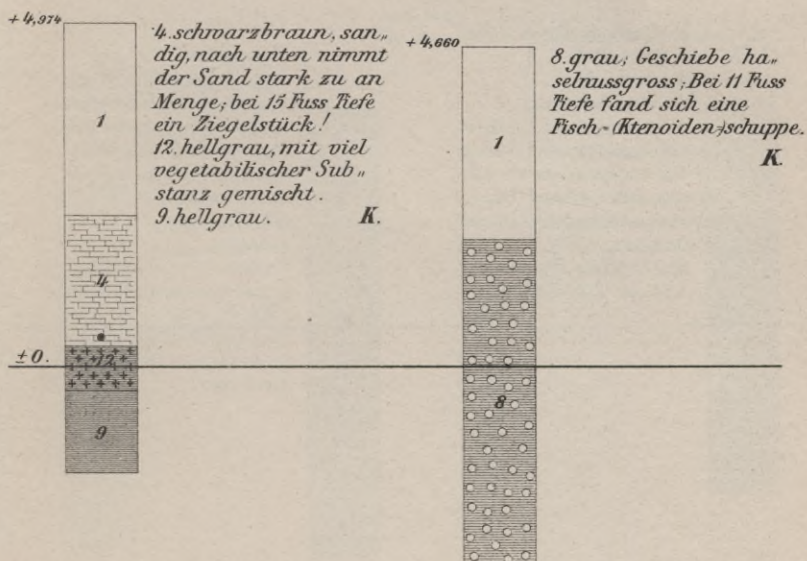 + 4,974
4. schwarzbraun, san„
dig, nach unten nimmt
der Sand stark zu an
Menge; bei 15 Fuss Tiefe
ein Ziegelstück!
12. hellgrau, mit viel
vegetabilischer Sub„
stanz gemischt.
9. hellgrau. K.
1
4
12
9
± 0.
+ 4,660
8. grau; Geschiebe ha„
selnussgross; Bei 11 Fuss
Tiefe fand sich eine
Fisch-(Ktenoiden-)schuppe.
K.
1
8